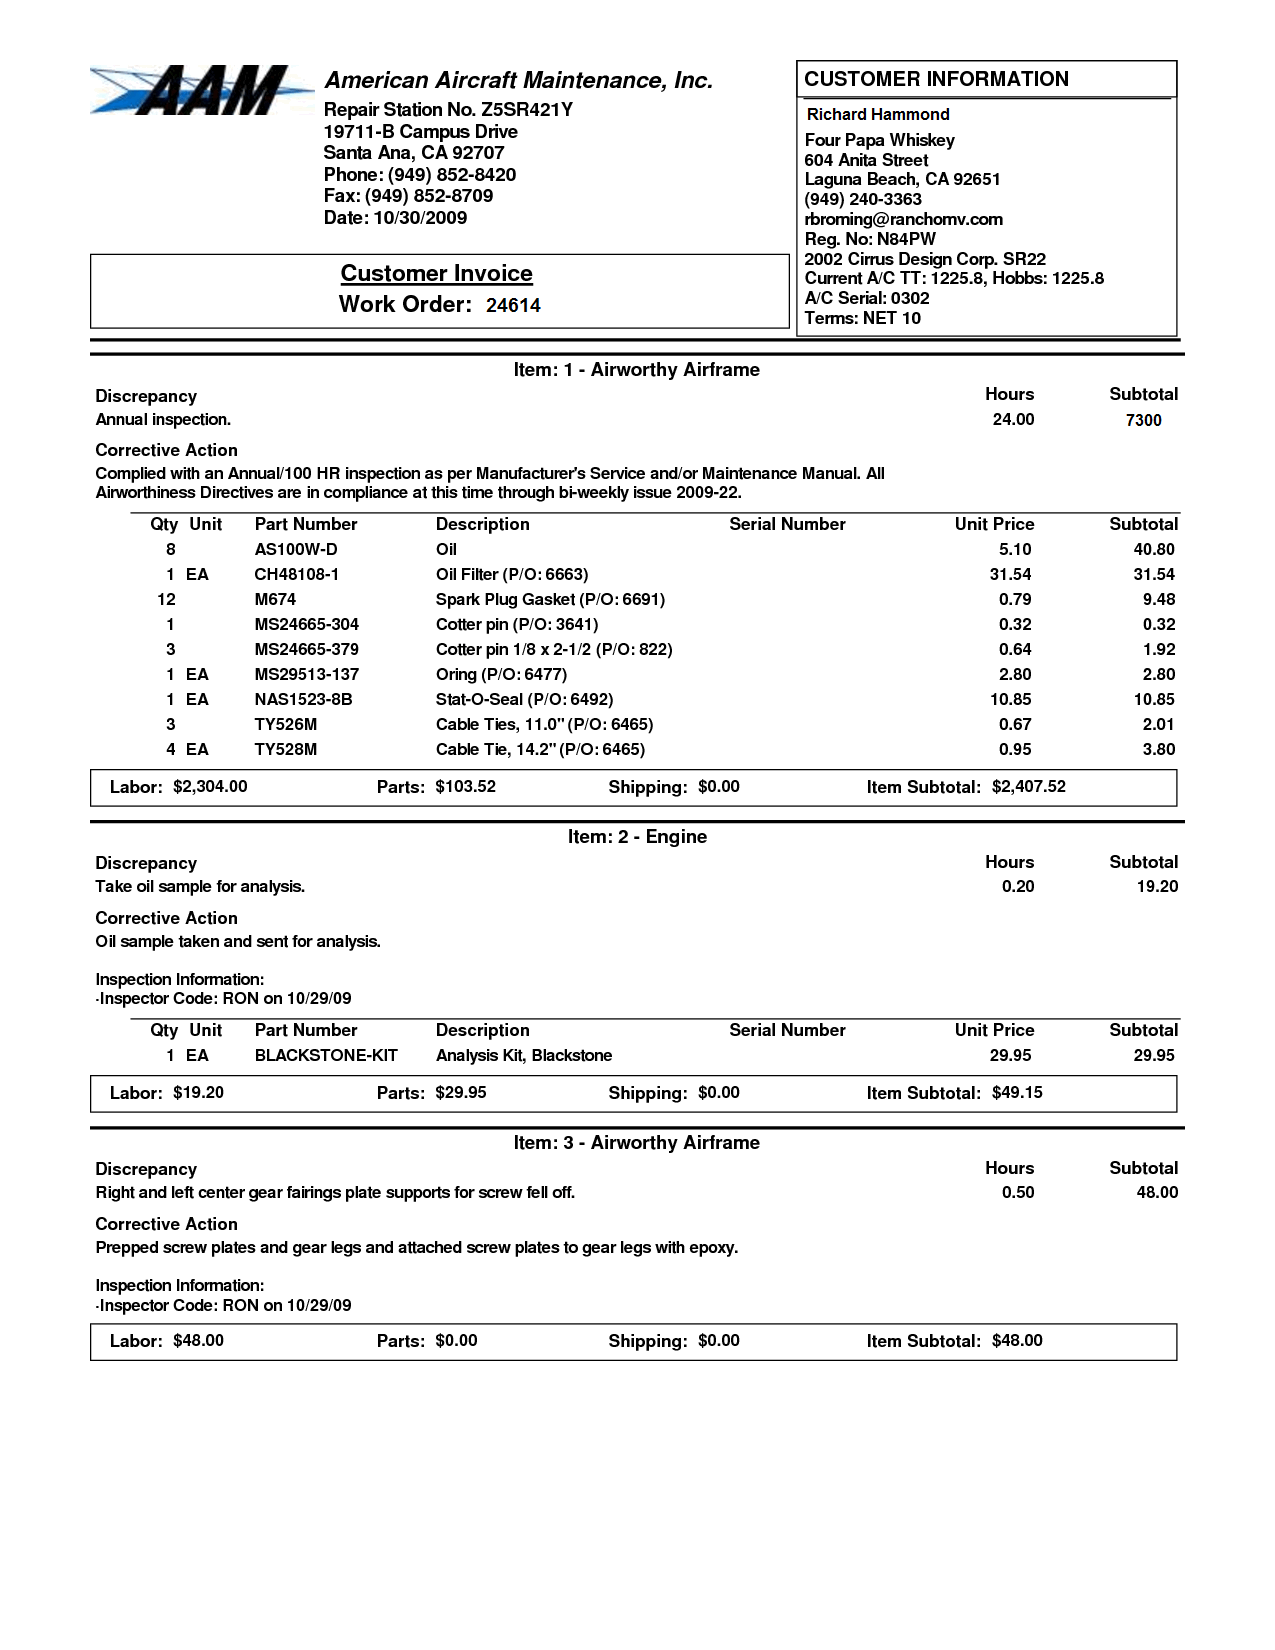 AAM
American Aircraft Maintenance, Inc.
Repair Station No. Z5SR421Y
19711-B Campus Drive
Santa Ana, CA 92707
Phone: (949) 852-8420
Fax: (949) 852-8709
Date: 10/30/2009
Customer Invoice
Work Order: 24614
CUSTOMER INFORMATION
Richard Hammond
Four Papa Whiskey
604 Anita Street
Laguna Beach, CA 92651
(949) 240-3363
rbroming@ranchomv.com
Reg. No: N84PW
2002 Cirrus Design Corp. SR22
Current A/C TT: 1225.8, Hobbs: 1225.8
A/C Serial: 0302
Terms: NET 10
Item: 1 - Airworthy Airframe
Discrepancy Hours Subtotal
Annual inspection. 24.00 7300
Corrective Action
Complied with an Annual/100 HR inspection as per Manufacturer's Service and/or Maintenance Manual. All
Airworthiness Directives are in compliance at this time through bi-weekly issue 2009-22.
Qty Unit Part Number Description Serial Number Unit Price Subtotal
8 AS100W-D Oil 5.10 40.80
1 EA CH48108-1 Oil Filter (P/O: 6663) 31.54 31.54
12 M674 Spark Plug Gasket (P/O: 6691) 0.79 9.48
1 MS24665-304 Cotter pin (P/O: 3641) 0.32 0.32
3 MS24665-379 Cotter pin 1/8 x 2-1/2 (P/O: 822) 0.64 1.92
1 EA MS29513-137 Oring (P/O: 6477) 2.80 2.80
1 EA NAS1523-8B Stat-O-Seal (P/O: 6492) 10.85 10.85
3 TY526M Cable Ties, 11.0" (P/O: 6465) 0.67 2.01
4 EA TY528M Cable Tie, 14.2" (P/O: 6465) 0.95 3.80
Labor: $2,304.00 Parts: $103.52 Shipping: $0.00 Item Subtotal: $2,407.52
Item: 2 - Engine
Discrepancy Hours Subtotal
Take oil sample for analysis. 0.20 19.20
Corrective Action
Oil sample taken and sent for analysis.
Inspection Information:
-Inspector Code: RON on 10/29/09
Qty Unit Part Number Description Serial Number Unit Price Subtotal
1 EA BLACKSTONE-KIT Analysis Kit, Blackstone 29.95 29.95
Labor: $19.20 Parts: $29.95 Shipping: $0.00 Item Subtotal: $49.15
Item: 3 - Airworthy Airframe
Discrepancy Hours Subtotal
Right and left center gear fairings plate supports for screw fell off. 0.50 48.00
Corrective Action
Prepped screw plates and gear legs and attached screw plates to gear legs with epoxy.
Inspection Information:
-Inspector Code: RON on 10/29/09
Labor: $48.00 Parts: $0.00 Shipping: $0.00 Item Subtotal: $48.00